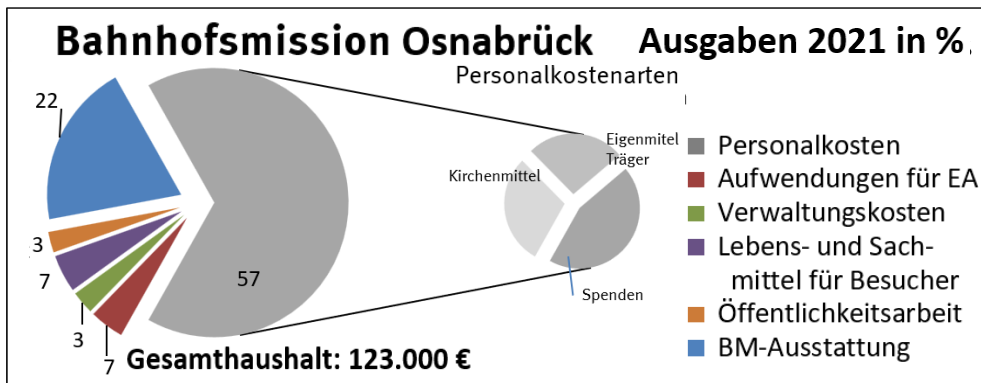 Bahnhofsmission Osnabrück Ausgaben 2021 in %.
Personalkostenarten
22
3
7
3
7
57
Kirchenmittel
Eigenmitel
Träger
Spenden
Personalkosten
Aufwendungen für EA
Verwaltungskosten
Lebens- und Sach-
mittel für Besucher
Öffentlichkeitsarbeit
BM-Ausstattung
Gesamthaushalt: 123.000 €